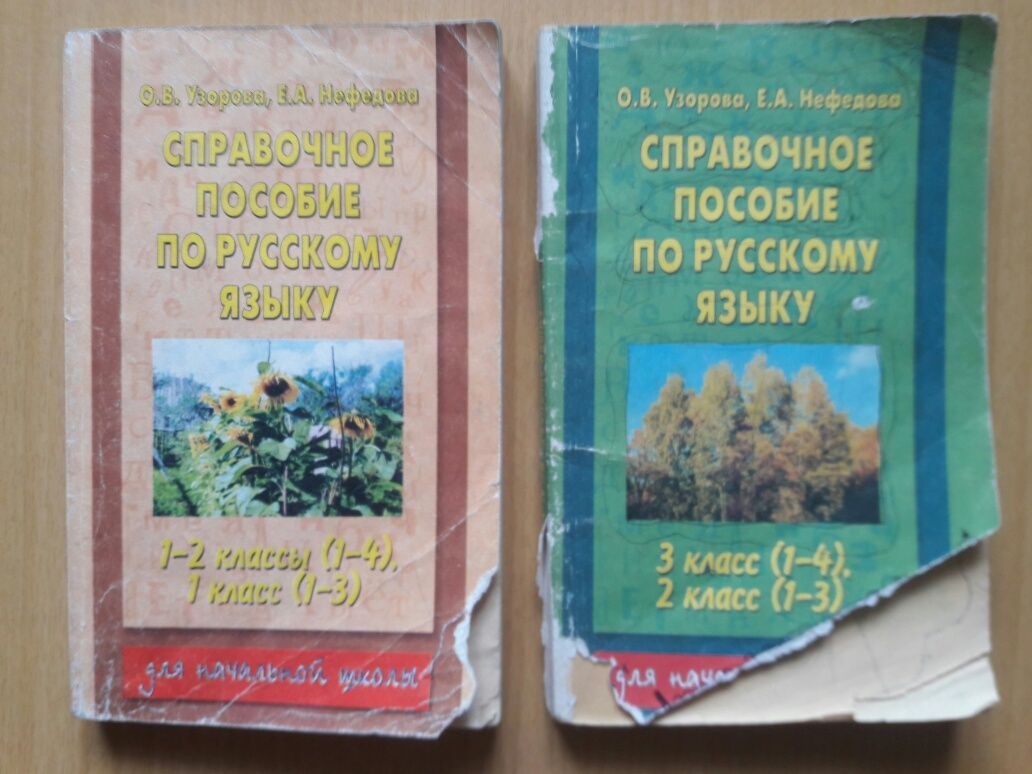 О.В. Узорова, Е.А. Нефедова
СПРАВОЧНОЕ
ПОСОБИЕ
ПО РУССКОМУ
ЯЗЫКУ
1-2 классы (1-4).
1 класс (1-3)
для начальной школы
О.В. Узорова, Е.А. Нефедова
СПРАВОЧНОЕ
ПОСОБИЕ
ПО РУССКОМУ
ЯЗЫКУ
3 класс (1-4).
2 класс (1-3)
для нача